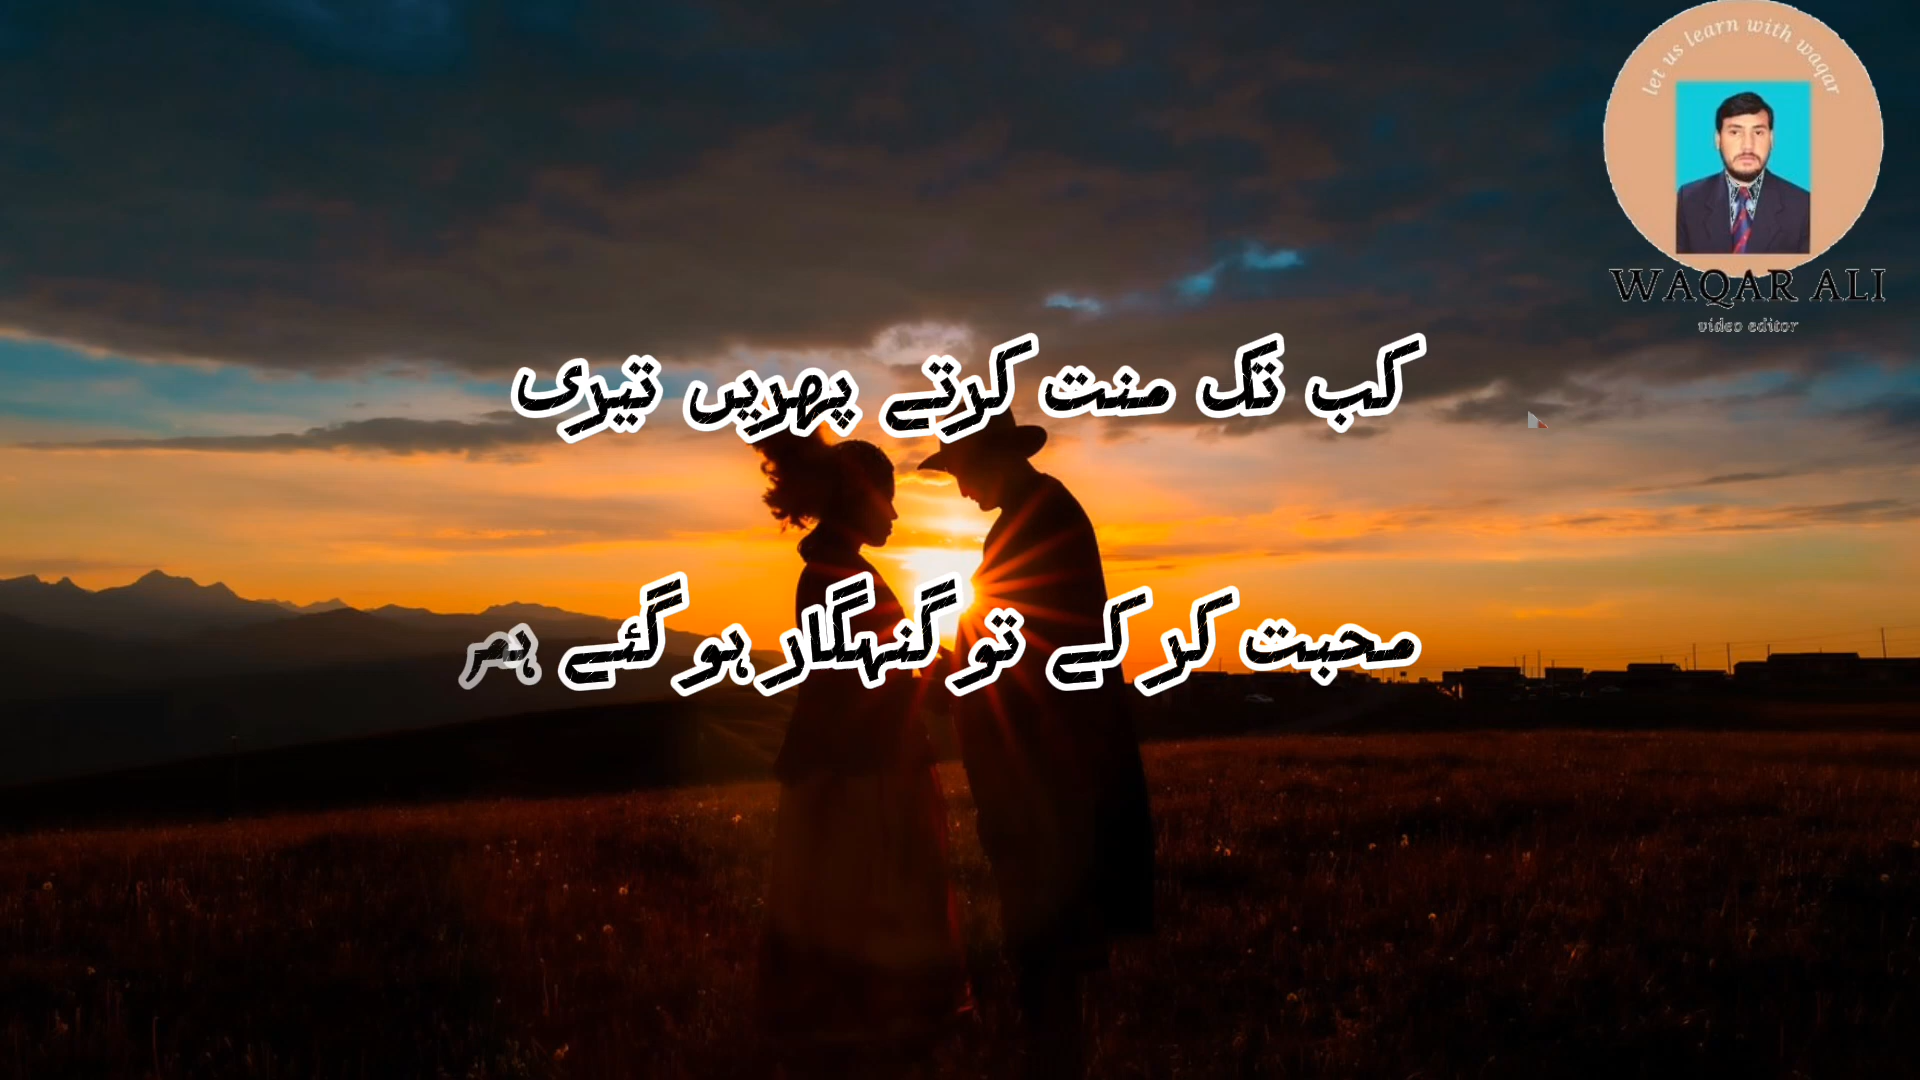 let us learn with waqar
WAQAR ALI
video editor
کب تک منت کرتے پھریں تیری
محبت کر کے تو گنہگار ہو گئے ہم